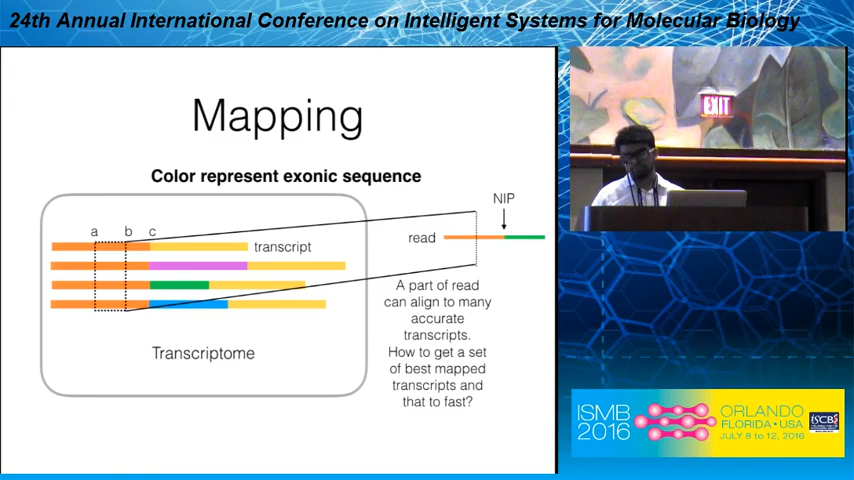 24th Annual International Conference on Intelligent Systems for Molecular Biology
Mapping
Color represent exonic sequence
a b c
transcript
Transcriptome
NIP
read
A part of read
can align to many
accurate
transcripts.
How to get a set
of best mapped
transcripts and
that to fast?
EXIT
ISMB
2016
ORLANDO
FLORIDA • USA
JULY 8 to 12, 2016
ISCB